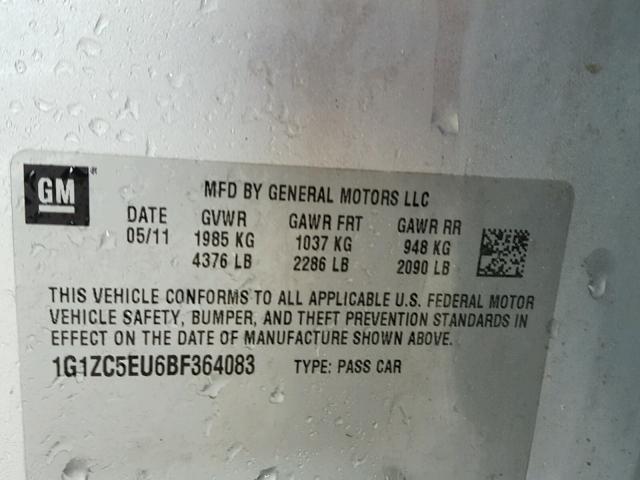 GM®
MFD BY GENERAL MOTORS LLC
DATE GVWR GAWR FRT GAWR RR
05/11 1985 KG 1037 KG 948 KG
4376 LB 2286 LB 2090 LB
THIS VEHICLE CONFORMS TO ALL APPLICABLE U.S. FEDERAL MOTOR
VEHICLE SAFETY, BUMPER, AND THEFT PREVENTION STANDARDS IN
EFFECT ON THE DATE OF MANUFACTURE SHOWN ABOVE.
1G1ZC5EU6BF364083 TYPE: PASS CAR